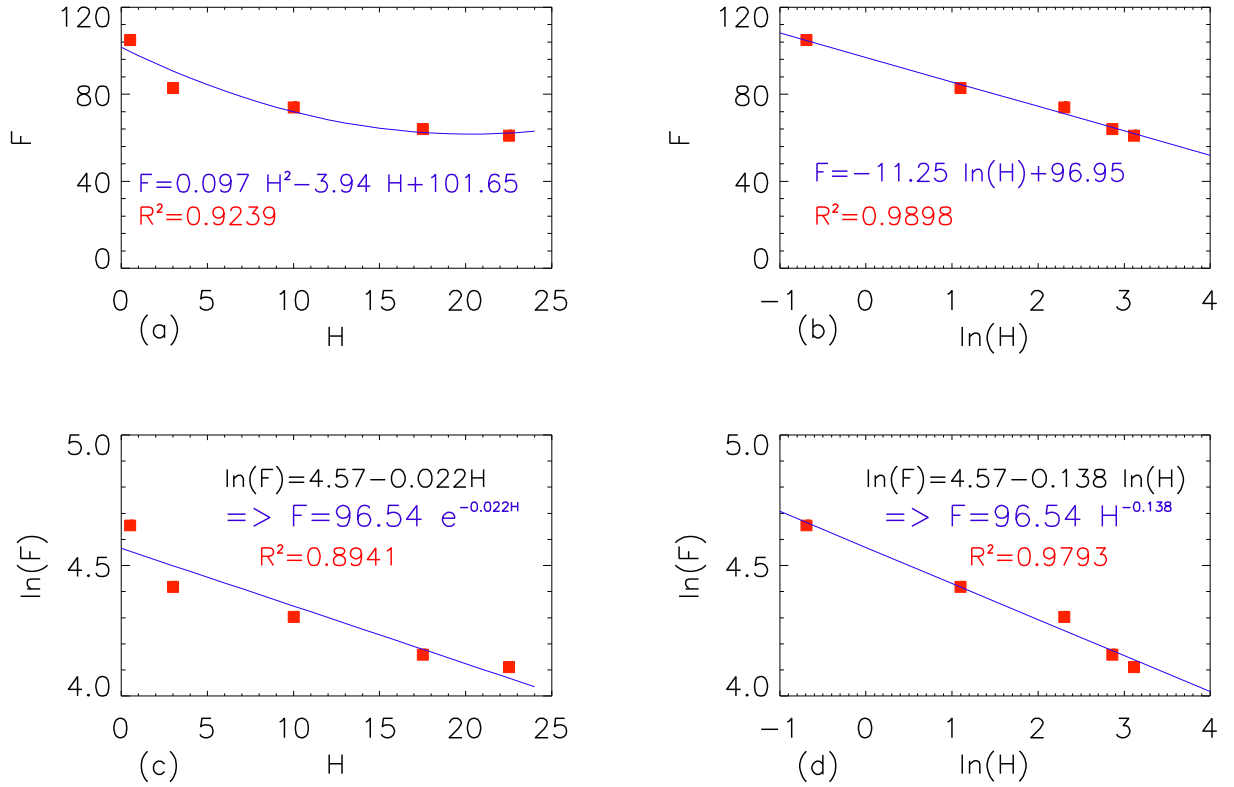 120
80
40
0
F
F=0.097 H²−3.94 H+101.65
R²=0.9239
0 5 10 15 20 25
(a) H
120
80
40
0
F
F=−11.25 ln(H)+96.95
R²=0.9898
−1 0 1 2 3 4
(b) ln(H)
5.0
4.5
4.0
ln(F)
ln(F)=4.57−0.022H
=> F=96.54 e⁻⁰·⁰²²ᴴ
R²=0.8941
0 5 10 15 20 25
(c) H
5.0
4.5
4.0
ln(F)
ln(F)=4.57−0.138 ln(H)
=> F=96.54 H⁻⁰·¹³⁸
R²=0.9793
−1 0 1 2 3 4
(d) ln(H)